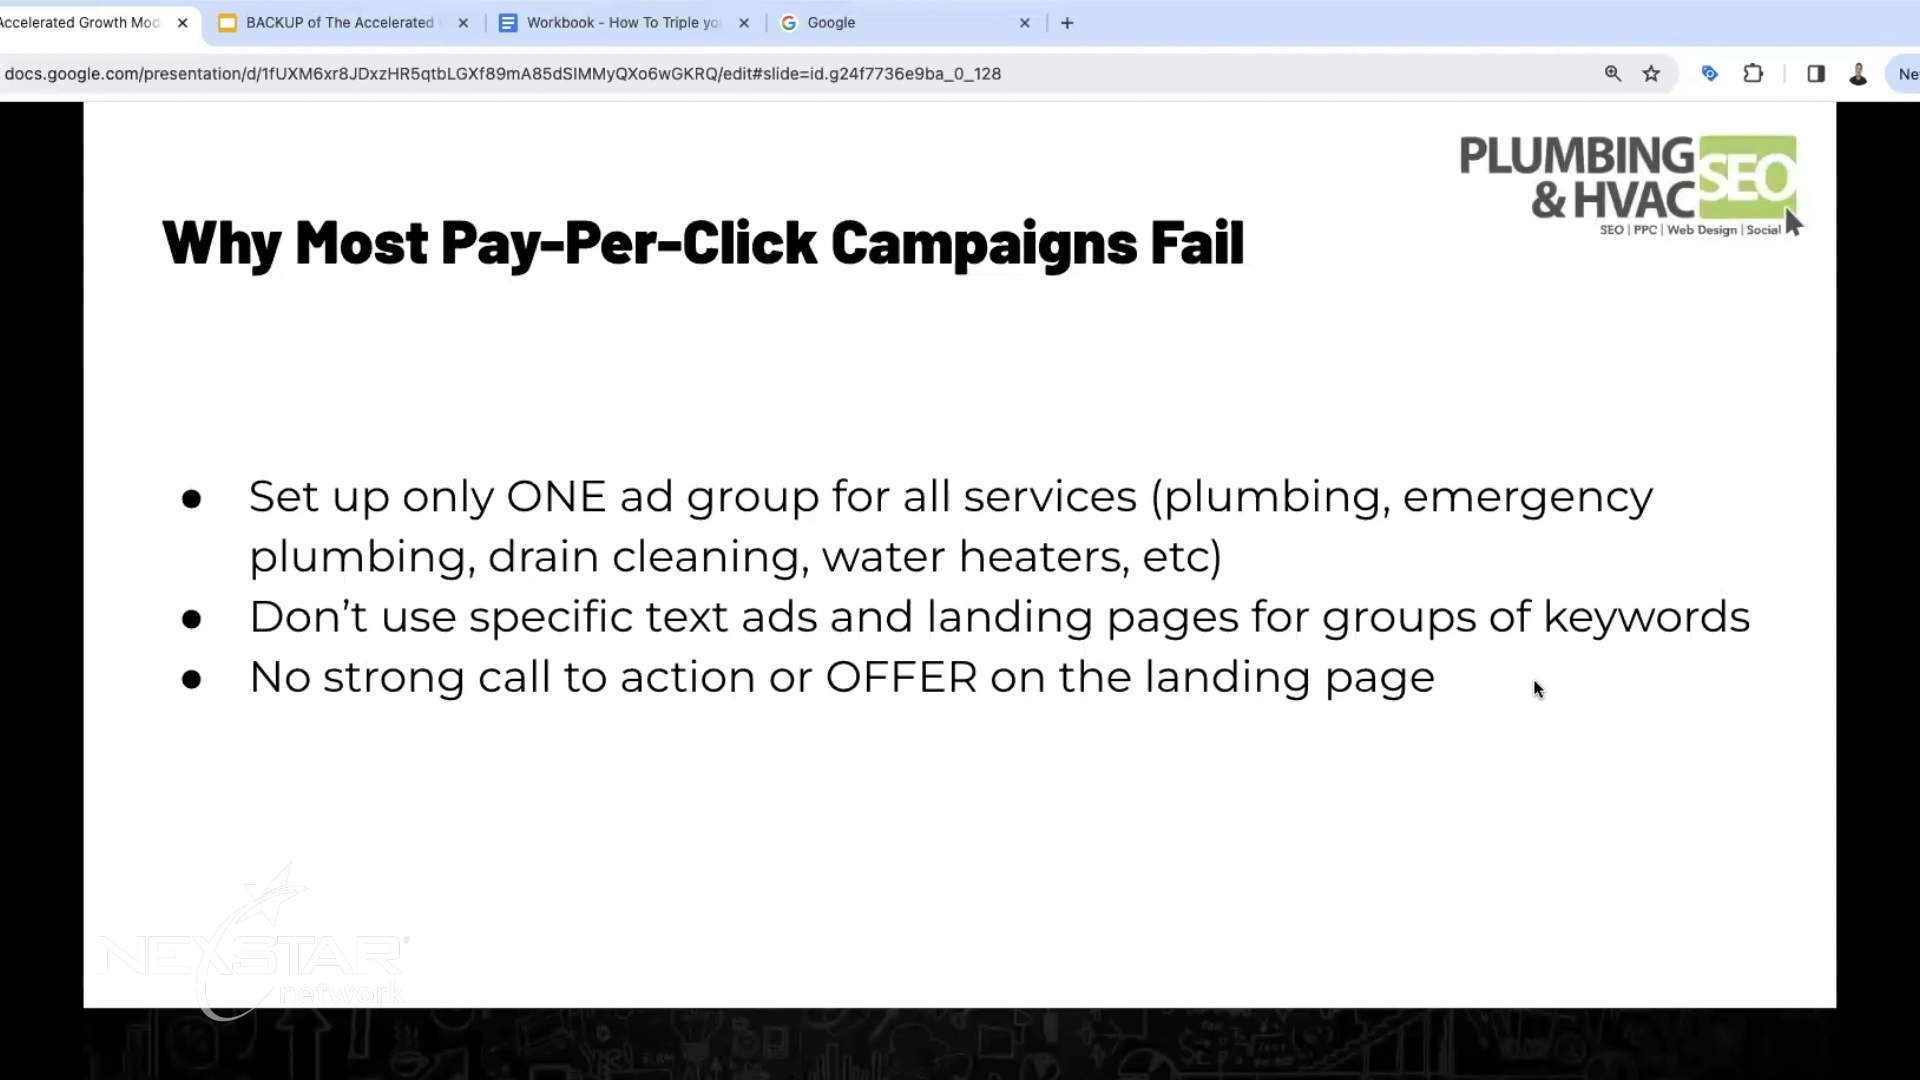 Accelerated Growth Mod
BACKUP of The Accelerated
Workbook - How To Triple yo
Google
docs.google.com/presentation/d/1fUXM6xr8JDxzHR5qtbLGXf89mA85dSIMMyQXo6wGKRQ/edit#slide=id.g24f7736e9ba_0_128
Ne
PLUMBING
& HVAC
SEO
SEO | PPC | Web Design | Social
Why Most Pay-Per-Click Campaigns Fail
● Set up only ONE ad group for all services (plumbing, emergency
plumbing, drain cleaning, water heaters, etc)
● Don’t use specific text ads and landing pages for groups of keywords
● No strong call to action or OFFER on the landing page
NEXSTAR®
network